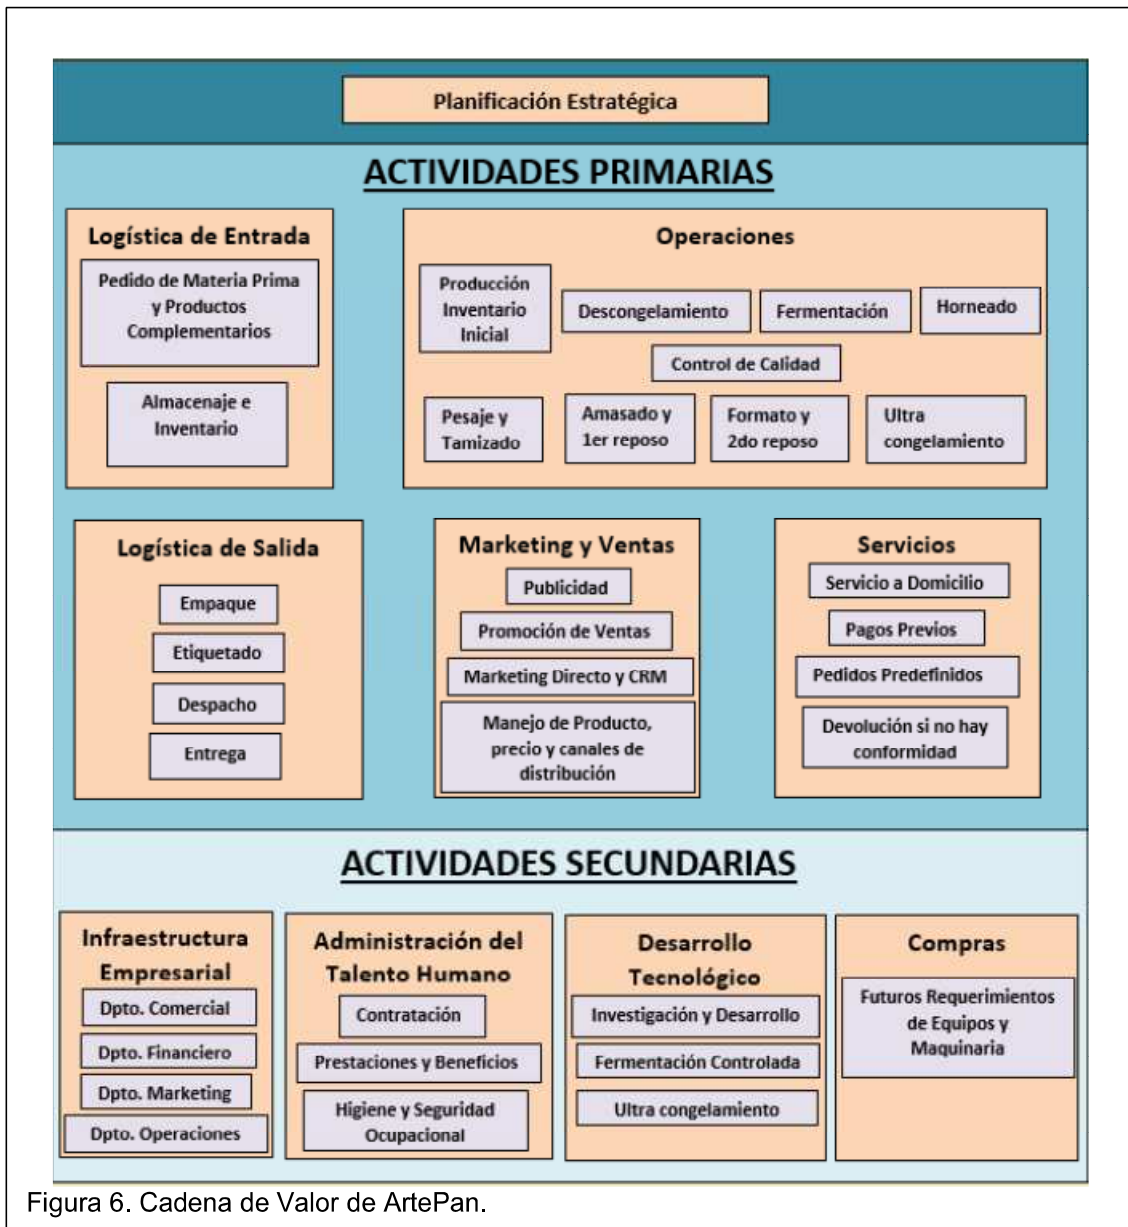 Planificación Estratégica
ACTIVIDADES PRIMARIAS
Logística de Entrada
Pedido de Materia Prima
y Productos
Complementarios
Almacenaje e
Inventario
Operaciones
Producción
Inventario
Inicial
Descongelamiento
Fermentación
Horneado
Control de Calidad
Pesaje y
Tamizado
Amasado y
1er reposo
Formato y
2do reposo
Ultra
congelamiento
Logística de Salida
Empaque
Etiquetado
Despacho
Entrega
Marketing y Ventas
Publicidad
Promoción de Ventas
Marketing Directo y CRM
Manejo de Producto,
precio y canales de
distribución
Servicios
Servicio a Domicilio
Pagos Previos
Pedidos Predefinidos
Devolución si no hay
conformidad
ACTIVIDADES SECUNDARIAS
Infraestructura
Empresarial
Dpto. Comercial
Dpto. Financiero
Dpto. Marketing
Dpto. Operaciones
Administración del
Talento Humano
Contratación
Prestaciones y Beneficios
Higiene y Seguridad
Ocupacional
Desarrollo
Tecnológico
Investigación y Desarrollo
Fermentación Controlada
Ultra congelamiento
Compras
Futuros Requerimientos
de Equipos y
Maquinaria
Figura 6. Cadena de Valor de ArtePan.